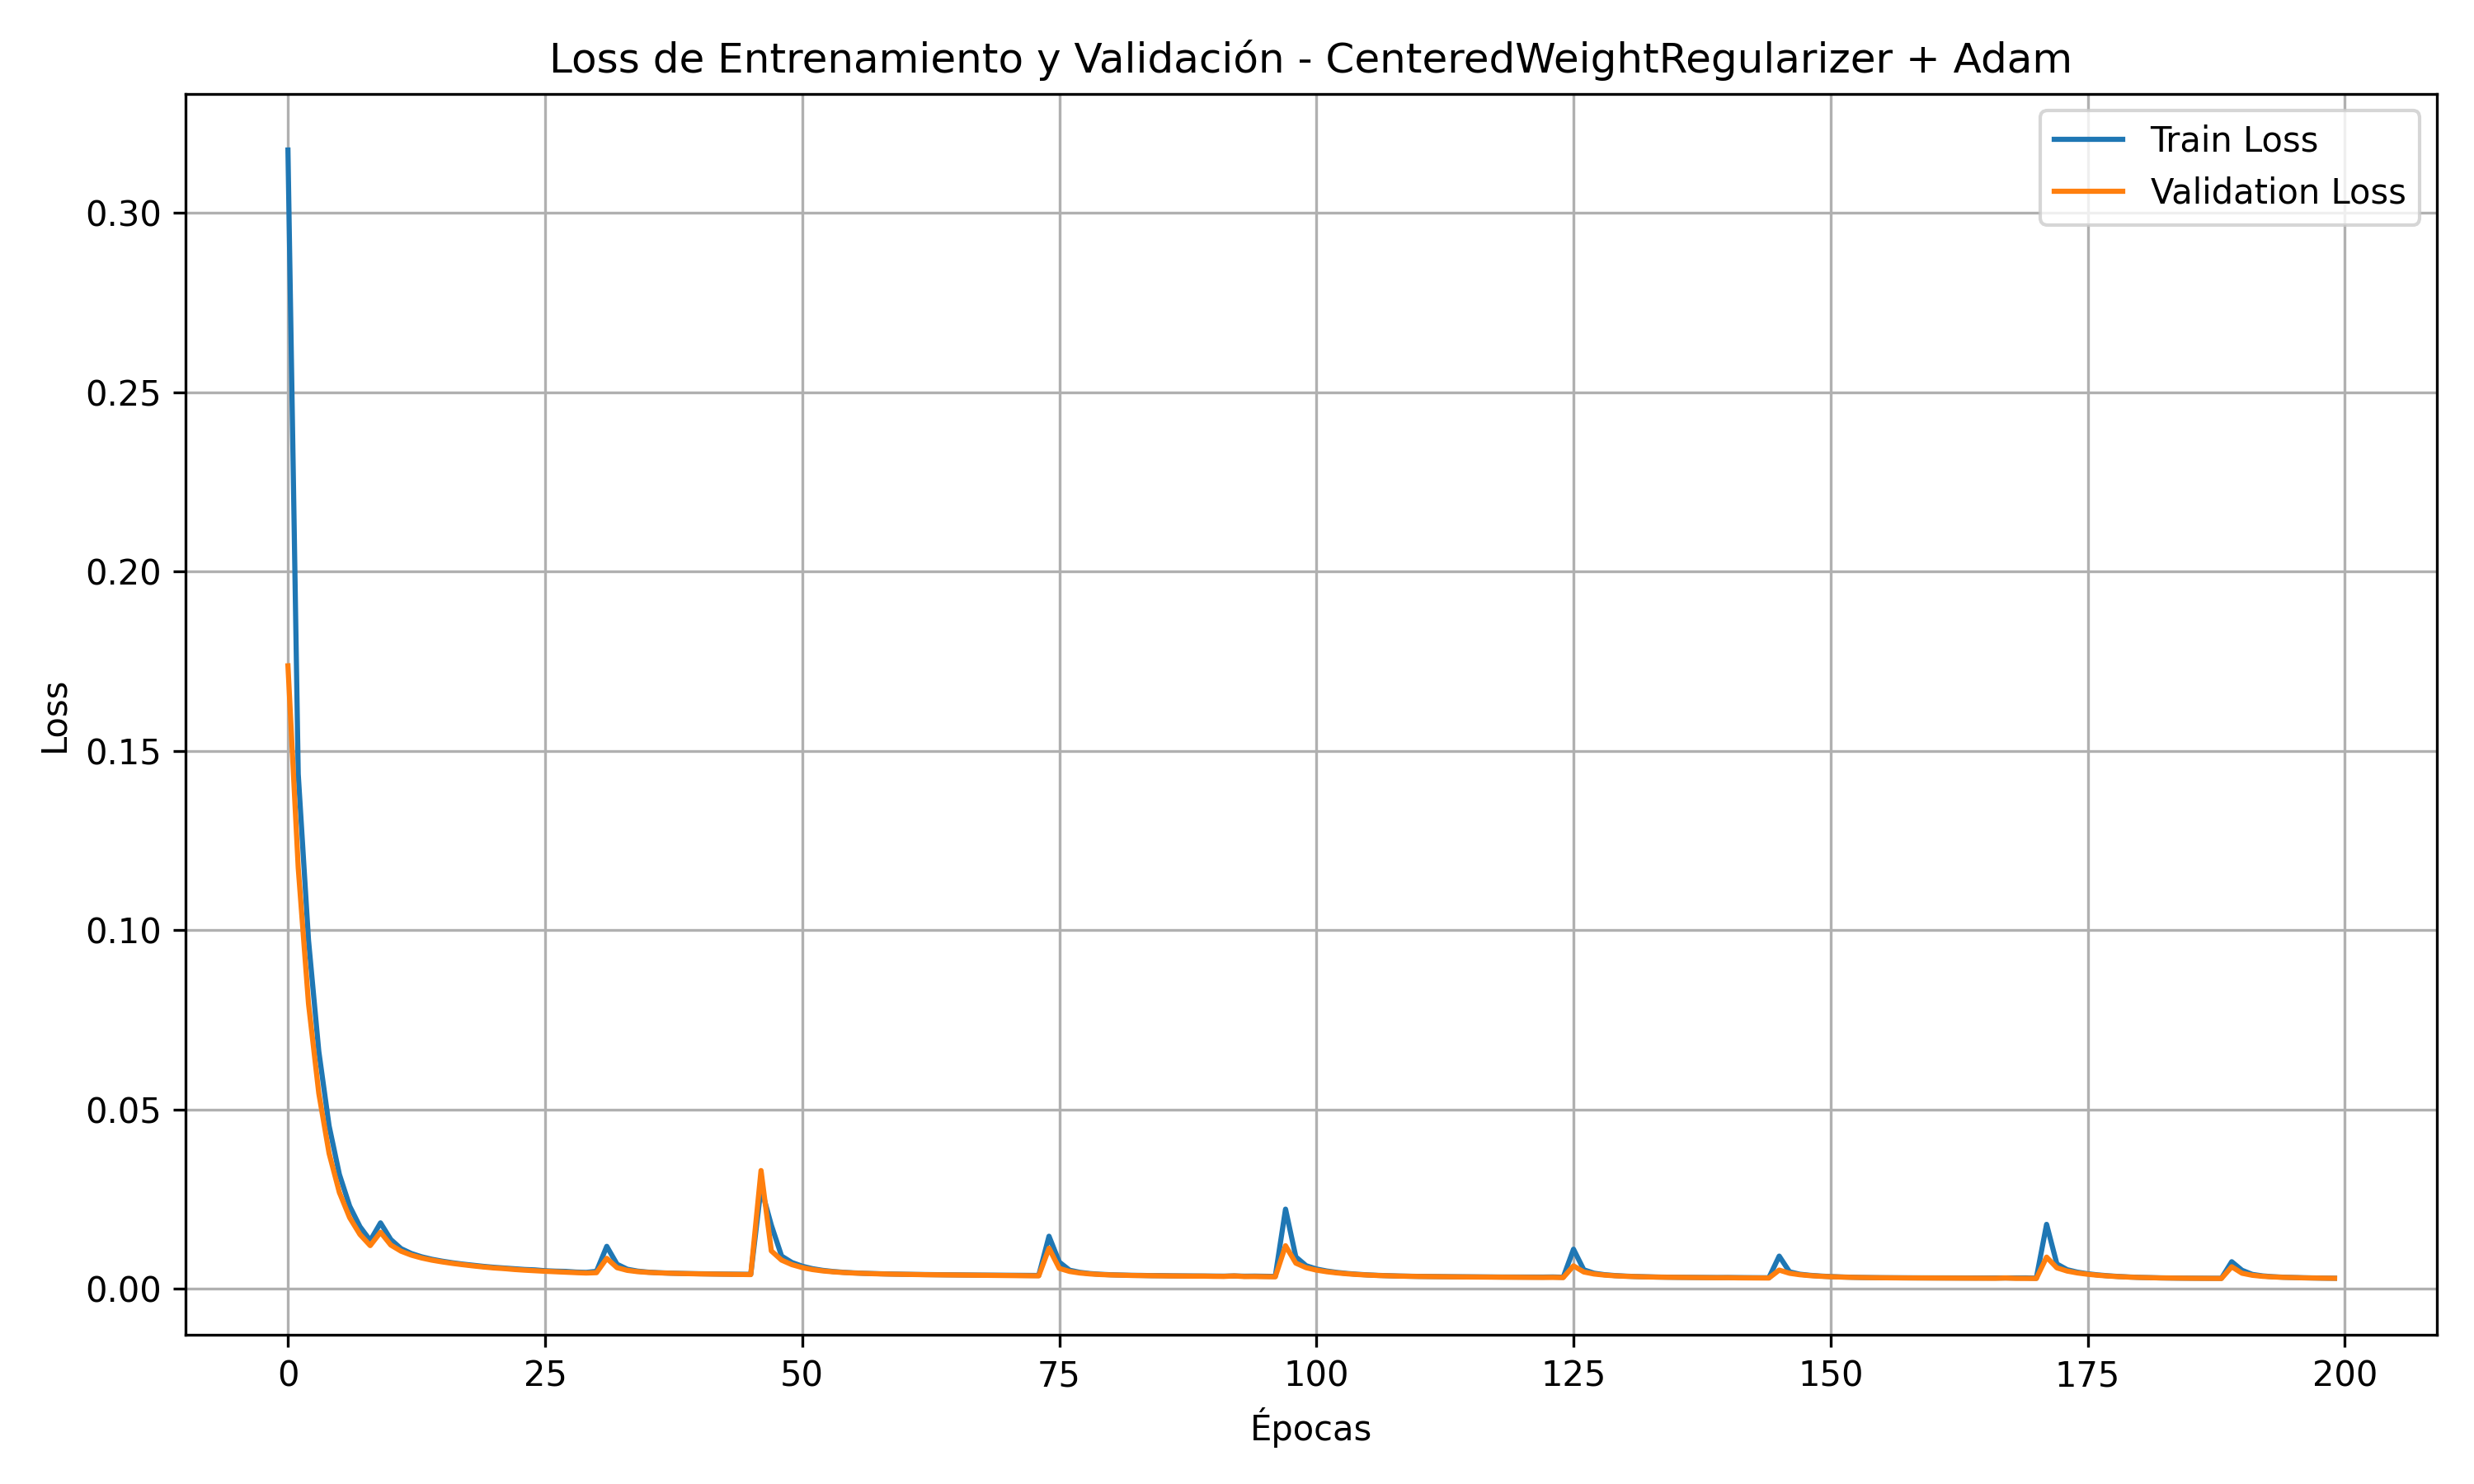 Loss de Entrenamiento y Validación - CenteredWeightRegularizer + Adam
Train Loss
Validation Loss
0.30
0.25
0.20
0.15
0.10
0.05
0.00
Loss
0 25 50 75 100 125 150 175 200
Épocas